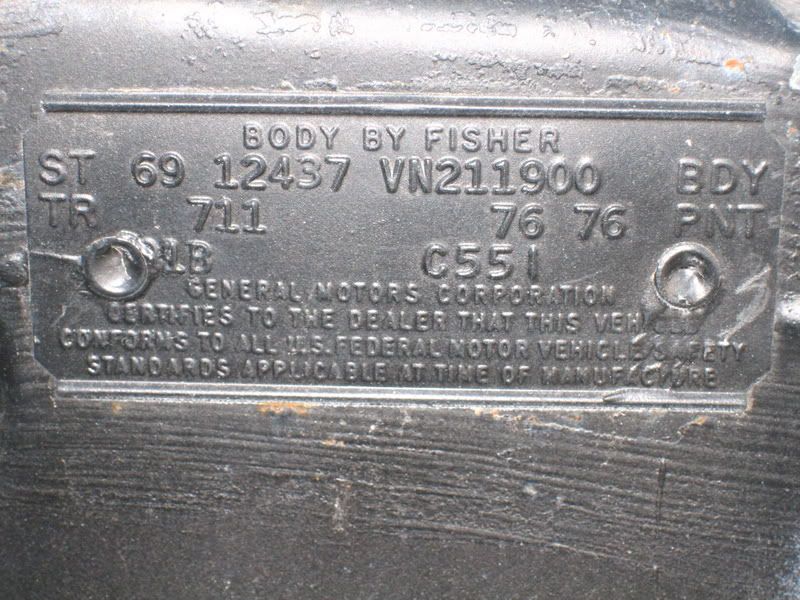 BODY BY FISHER
ST 69 12437 VN211900 BDY
TR 711 76 76 PNT
C551
GENERAL MOTORS CORPORATION
CERTIFIES TO THE DEALER THAT THIS VEHICLE
CONFORMS TO ALL U.S. FEDERAL MOTOR VEHICLE SAFETY
STANDARDS APPLICABLE AT TIME OF MANUFACTURE